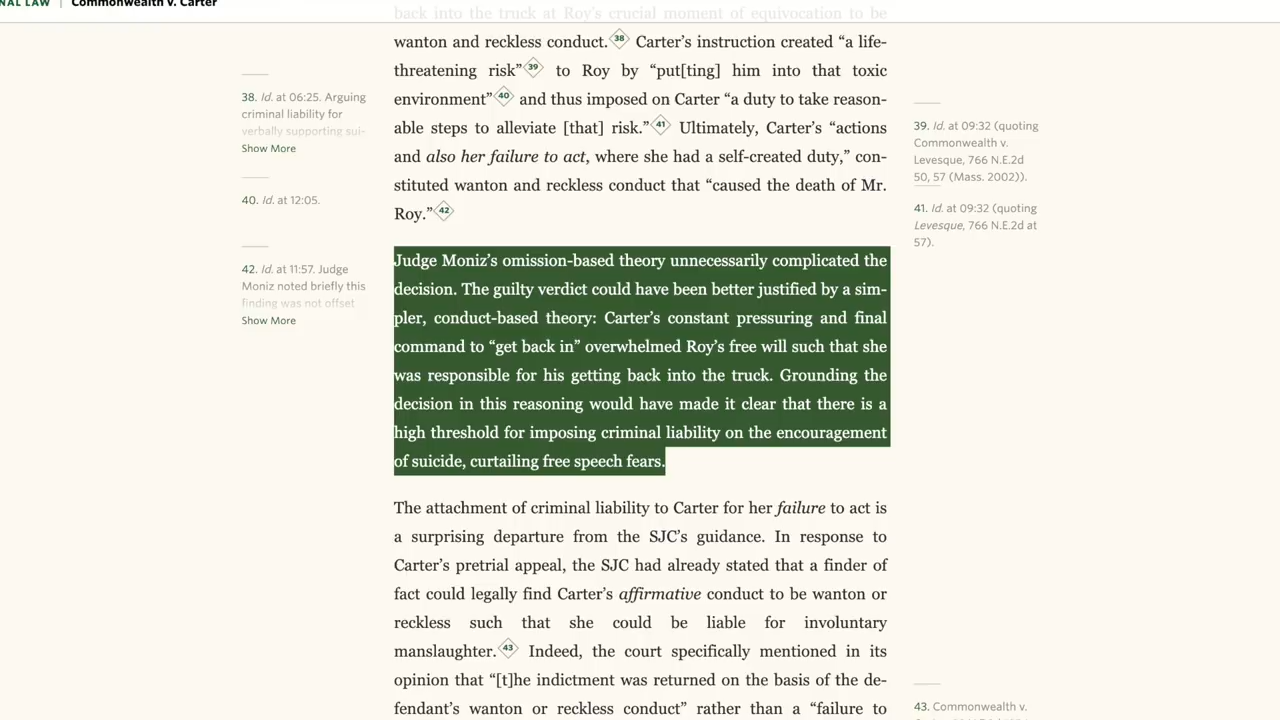 NAL LAW | Commonwealth v. Carter
back into the truck at Roy’s crucial moment of equivocation to be
wanton and reckless conduct.38 Carter’s instruction created “a life-
threatening risk”39 to Roy by “put[ting] him into that toxic
environment”40 and thus imposed on Carter “a duty to take reason-
able steps to alleviate [that] risk.”41 Ultimately, Carter’s “actions
and also her failure to act, where she had a self-created duty,” con-
stituted wanton and reckless conduct that “caused the death of Mr.
Roy.”42
Judge Moniz’s omission-based theory unnecessarily complicated the
decision. The guilty verdict could have been better justified by a sim-
pler, conduct-based theory: Carter’s constant pressuring and final
command to “get back in” overwhelmed Roy’s free will such that she
was responsible for his getting back into the truck. Grounding the
decision in this reasoning would have made it clear that there is a
high threshold for imposing criminal liability on the encouragement
of suicide, curtailing free speech fears.
The attachment of criminal liability to Carter for her failure to act is
a surprising departure from the SJC’s guidance. In response to
Carter’s pretrial appeal, the SJC had already stated that a finder of
fact could legally find Carter’s affirmative conduct to be wanton or
reckless such that she could be liable for involuntary
manslaughter.43 Indeed, the court specifically mentioned in its
opinion that “[t]he indictment was returned on the basis of the de-
fendant’s wanton or reckless conduct” rather than a “failure to
38. Id. at 06:25. Arguing
criminal liability for
verbally supporting sui-
Show More
40. Id. at 12:05.
42. Id. at 11:57. Judge
Moniz noted briefly this
finding was not offset
Show More
39. Id. at 09:32 (quoting
Commonwealth v.
Levesque, 766 N.E.2d
50, 57 (Mass. 2002)).
41. Id. at 09:32 (quoting
Levesque, 766 N.E.2d at
57).
43. Commonwealth v.